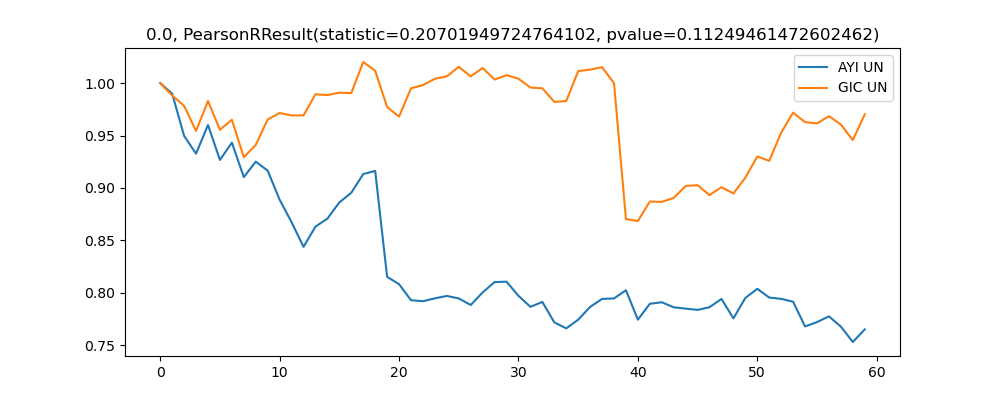 0.0, PearsonRResult(statistic=0.20701949724764102, pvalue=0.11249461472602462)
AYI UN
GIC UN
1.00
0.95
0.90
0.85
0.80
0.75
0 10 20 30 40 50 60